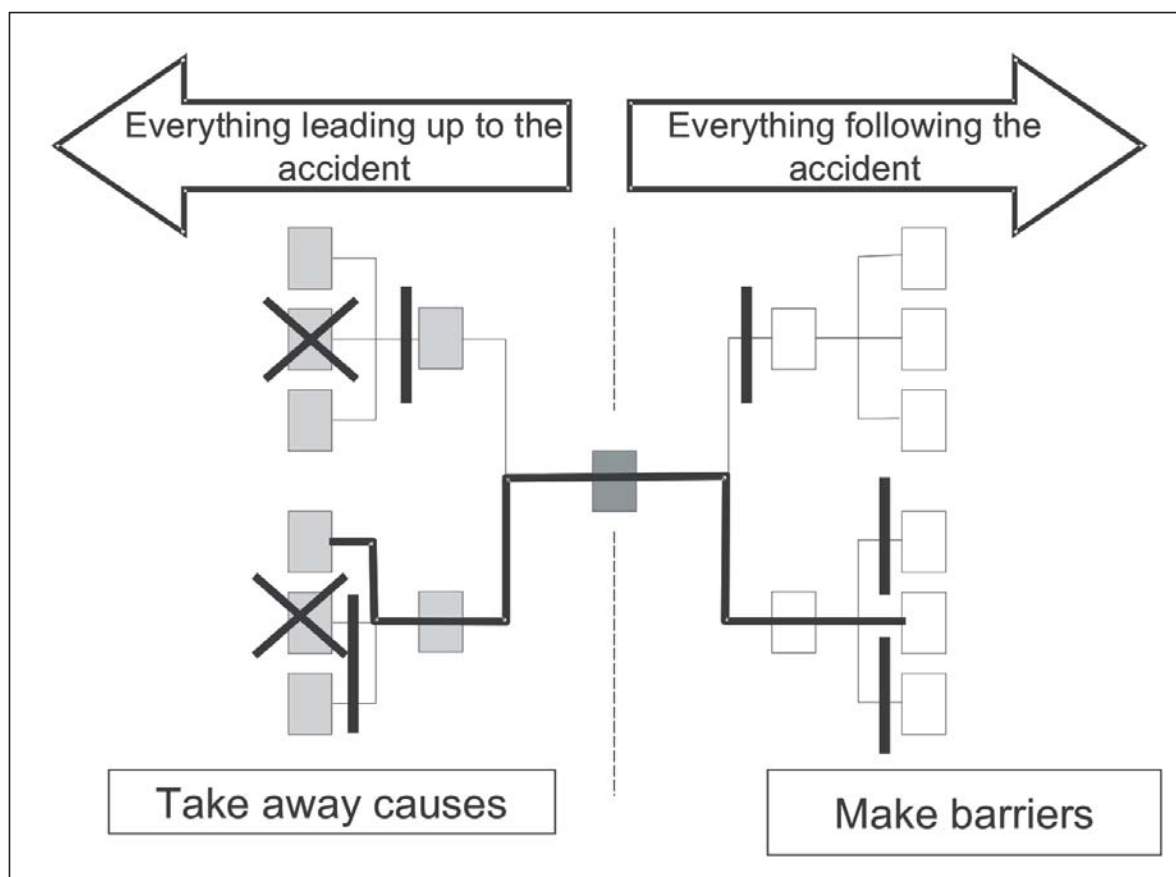 Everything leading up to the
accident
Everything following the
accident
Take away causes
Make barriers